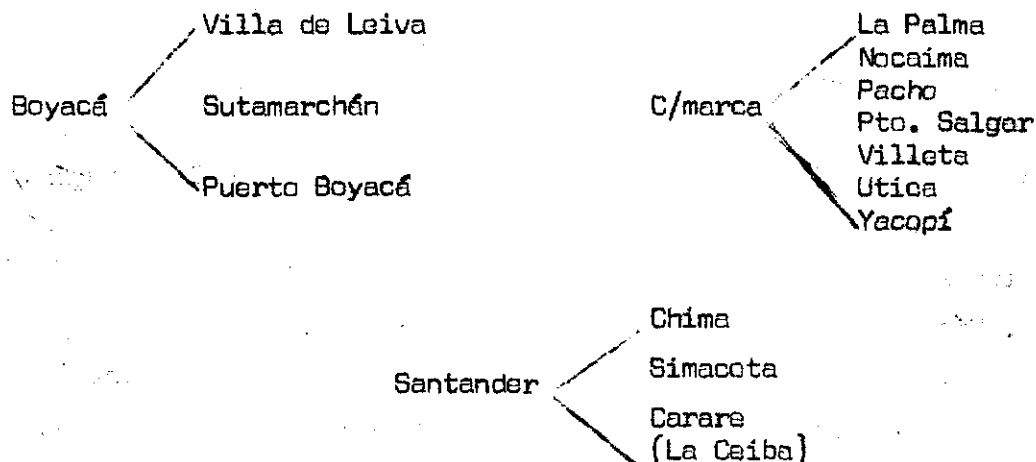 Boyacá
Villa de Leiva
Sutamarchán
Puerto Boyacá
C/marca
La Palma
Nocaima
Pacho
Pto. Salgar
Villeta
Utica
Yacopí
Santander
Chima
Simacota
Carare
(La Ceiba)